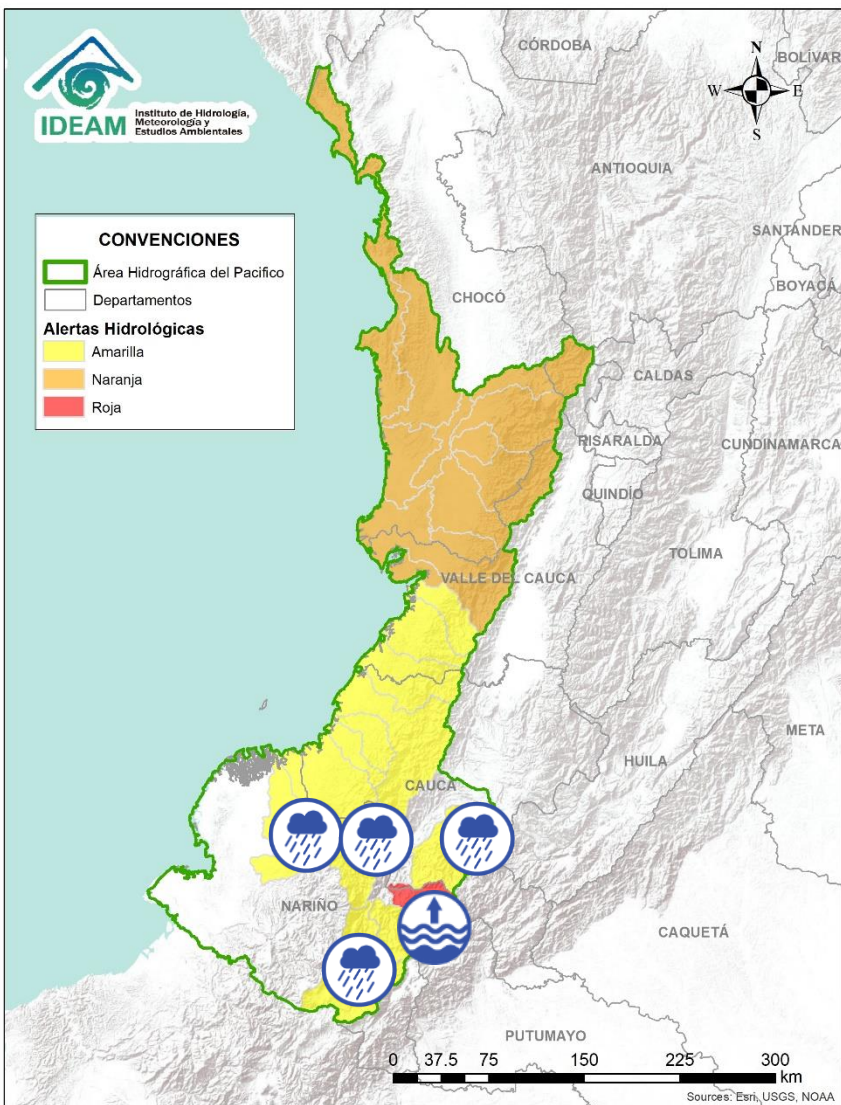 IDEAM
Instituto de Hidrología,
Meteorología y
Estudios Ambientales
CÓRDOBA
BOLÍVAR
N
W
E
S
ANTIOQUIA
SANTANDER
BOYACÁ
CONVENCIONES
Área Hidrográfica del Pacifico
Departamentos
Alertas Hidrológicas
Amarilla
Naranja
Roja
CHOCÓ
CALDAS
RISARALDA
CUNDINAMARCA
QUINDÍO
TOLIMA
VALLE DEL CAUCA
META
HUILA
CAUCA
NARIÑO
CAQUETÁ
PUTUMAYO
0 37.5 75 150 225 300
km
Sources: Esri, USGS, NOAA